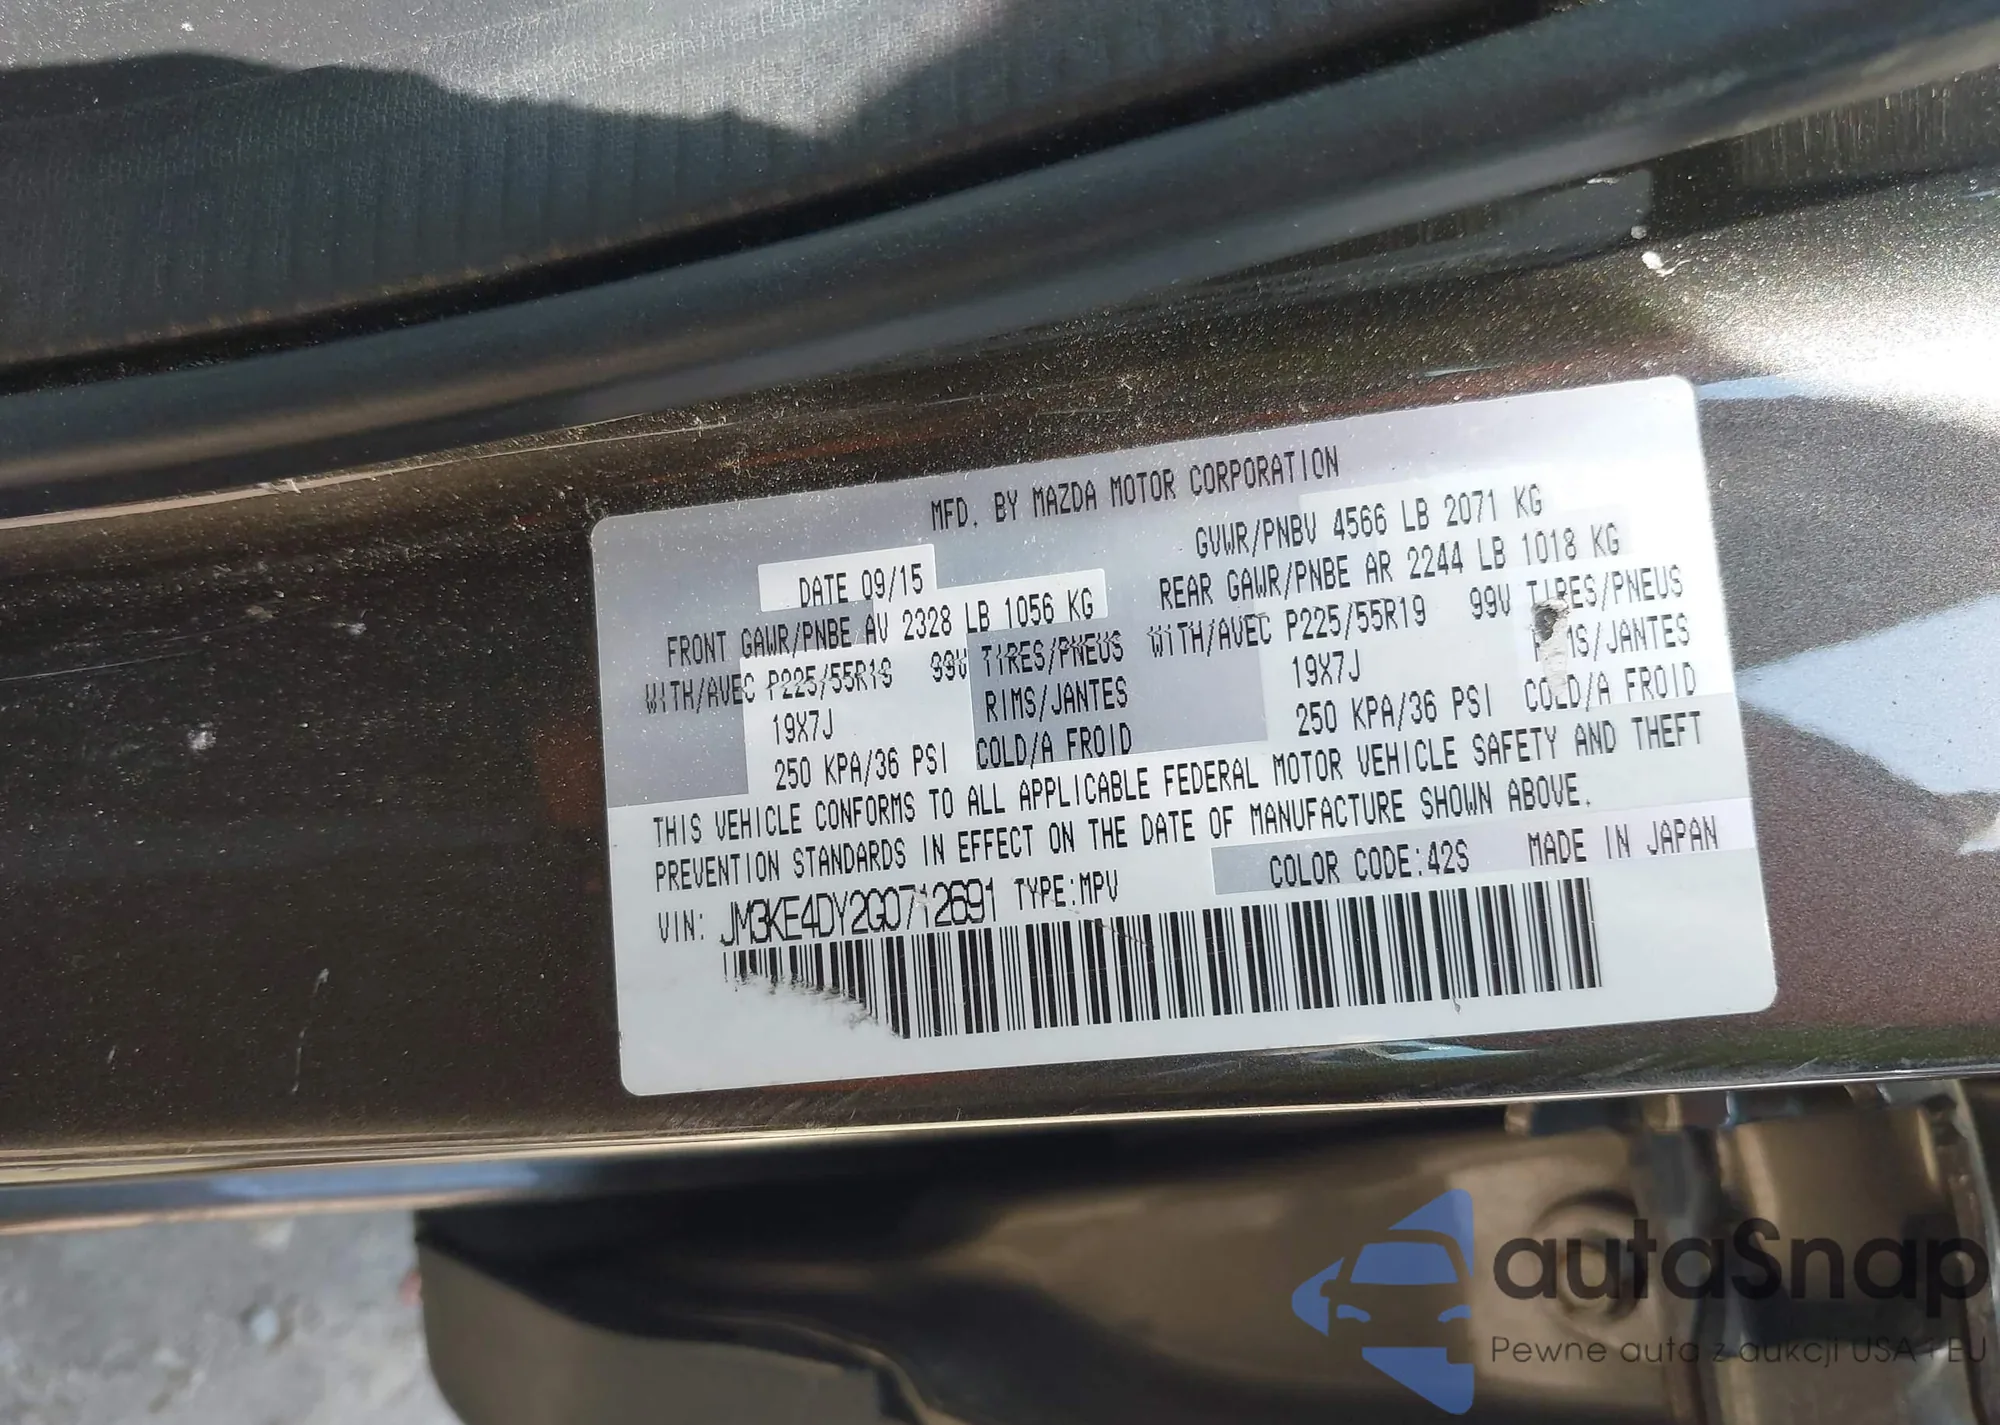 MFD. BY MAZDA MOTOR CORPORATION
DATE 09/15
GVWR/PNBV 4566 LB 2071 KG
FRONT GAWR/PNBE AV 2328 LB 1056 KG
REAR GAWR/PNBE AR 2244 LB 1018 KG
WITH/AVEC P225/55R19 99V TIRES/PNEUS
WITH/AVEC P225/55R19 99V TIRES/PNEUS
19X7J RIMS/JANTES
19X7J RIMS/JANTES
250 KPA/36 PSI COLD/A FROID
250 KPA/36 PSI COLD/A FROID
THIS VEHICLE CONFORMS TO ALL APPLICABLE FEDERAL MOTOR VEHICLE SAFETY AND THEFT
PREVENTION STANDARDS IN EFFECT ON THE DATE OF MANUFACTURE SHOWN ABOVE.
VIN: JM3KE4DY2G0712691 TYPE:MPV
COLOR CODE:42S MADE IN JAPAN
autaSnap
Pewne auta z aukcji USA i EU